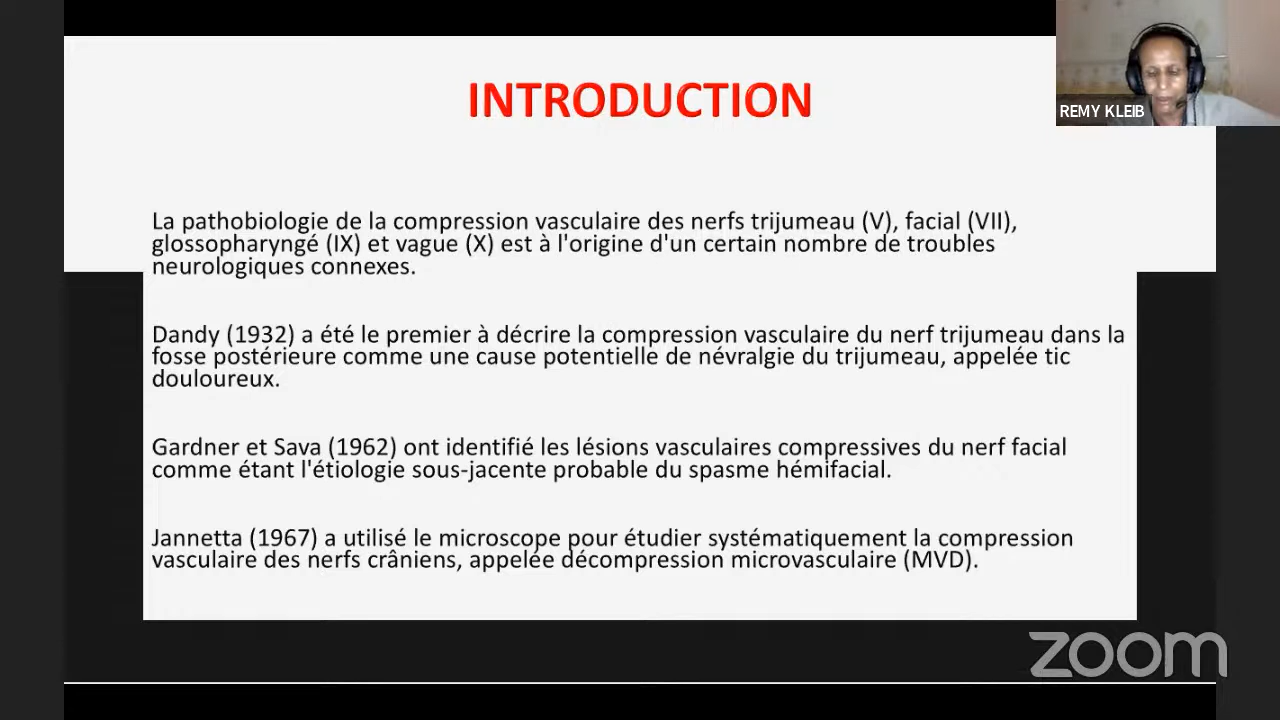 INTRODUCTION
REMY KLEIB
La pathobiologie de la compression vasculaire des nerfs trijumeau (V), facial (VII),
glossopharyngé (IX) et vague (X) est à l'origine d'un certain nombre de troubles
neurologiques connexes.
Dandy (1932) a été le premier à décrire la compression vasculaire du nerf trijumeau dans la
fosse postérieure comme une cause potentielle de névralgie du trijumeau, appelée tic
douloureux.
Gardner et Sava (1962) ont identifié les lésions vasculaires compressives du nerf facial
comme étant l'étiologie sous-jacente probable du spasme hémifacial.
Jannetta (1967) a utilisé le microscope pour étudier systématiquement la compression
vasculaire des nerfs crâniens, appelée décompression microvasculaire (MVD).
zoom